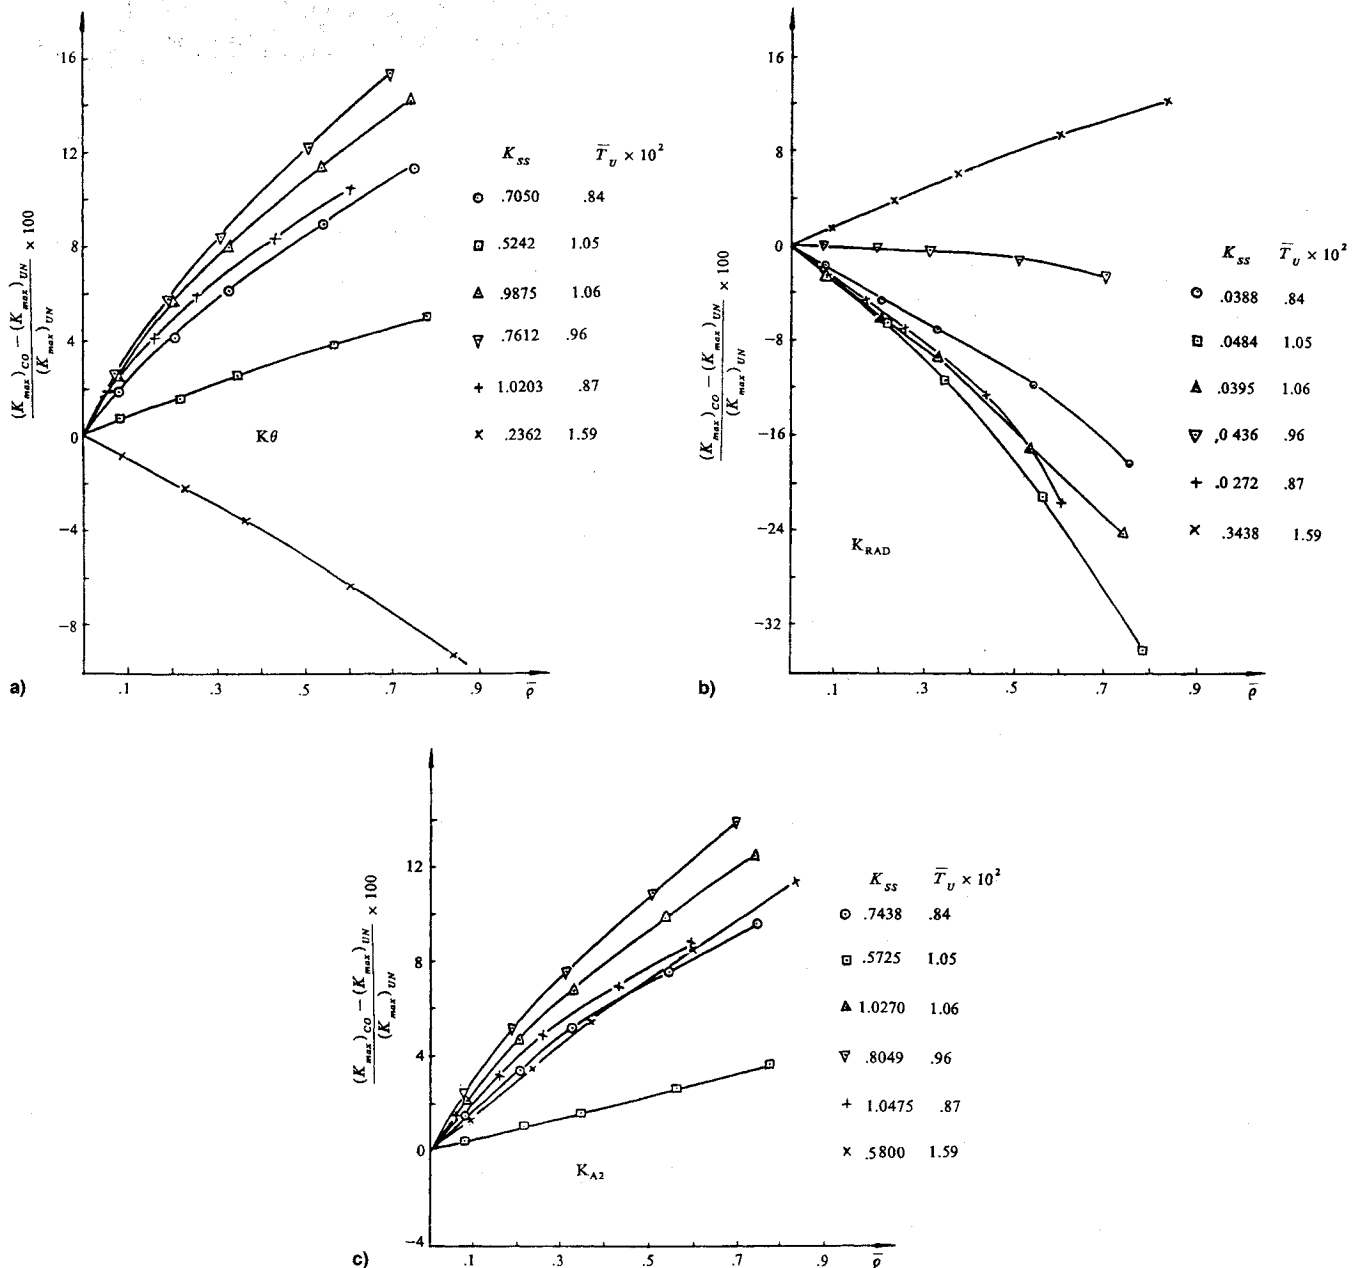 16
12
8
4
0
−4
−8
(K_max)_CO − (K_max)_UN
(K_max)_UN
× 100
Kθ
K_SS T̅_U × 10²
.7050 .84
.5242 1.05
.9875 1.06
.7612 .96
1.0203 .87
.2362 1.59
.1 .3 .5 .7 .9 ρ̅
a)
16
8
0
−8
−16
−24
−32
(K_max)_CO − (K_max)_UN
(K_max)_UN
× 100
K_RAD
K_SS T̅_U × 10²
.0388 .84
.0484 1.05
.0395 1.06
,0 436 .96
.0 272 .87
.3438 1.59
.1 .3 .5 .7 .9 ρ̅
b)
12
8
4
0
−4
(K_max)_CO − (K_max)_UN
(K_max)_UN
× 100
K_A2
K_SS T̅_U × 10²
.7438 .84
.5725 1.05
1.0270 1.06
.8049 .96
1.0475 .87
.5800 1.59
.1 .3 .5 .7 .9 ρ̅
c)